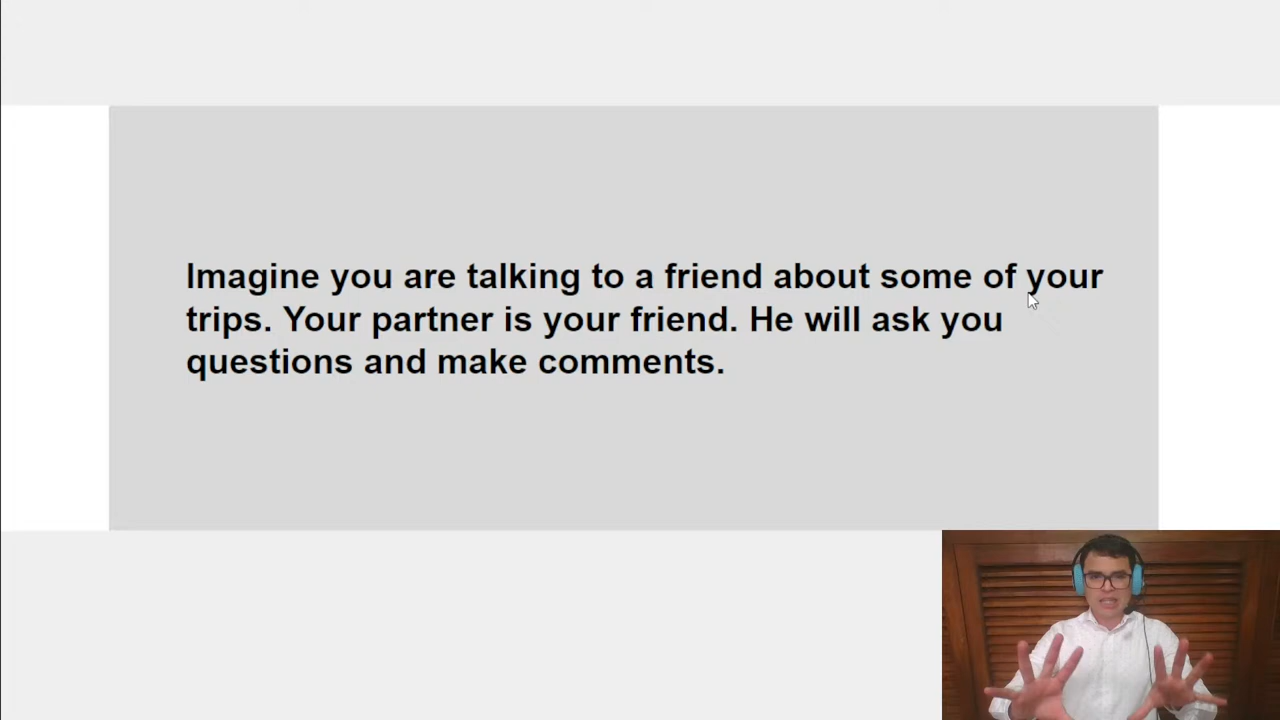 Imagine you are talking to a friend about some of your
trips. Your partner is your friend. He will ask you
questions and make comments.